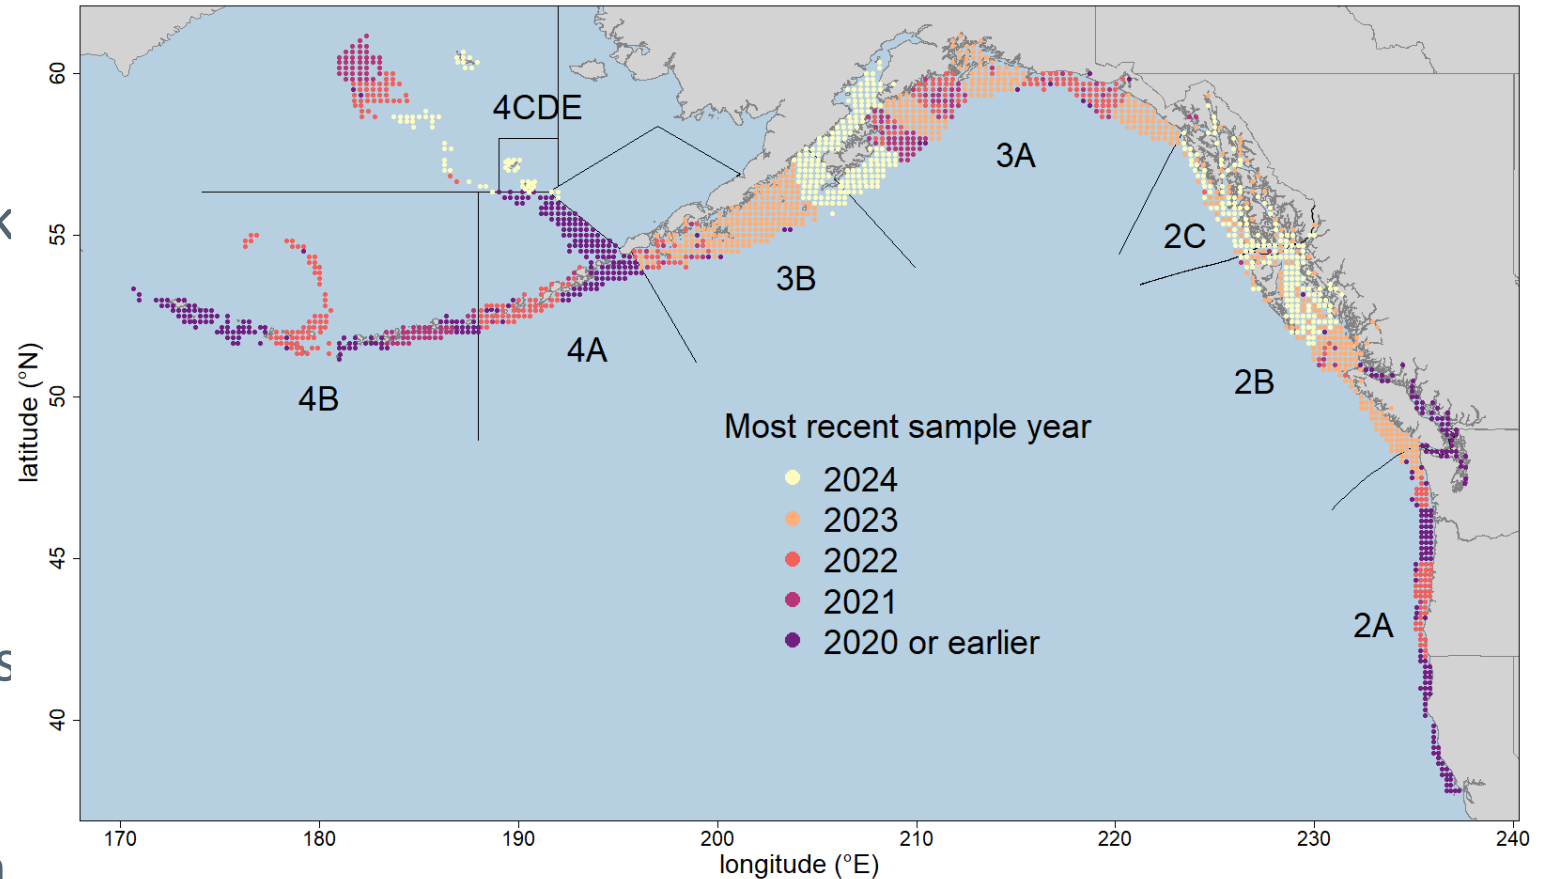 4CDE
3A
2C
3B
4A
4B
2B
2A
Most recent sample year
2024
2023
2022
2021
2020 or earlier
latitude (°N)
60
55
50
45
40
170 180 190 200 210 220 230 240
longitude (°E)